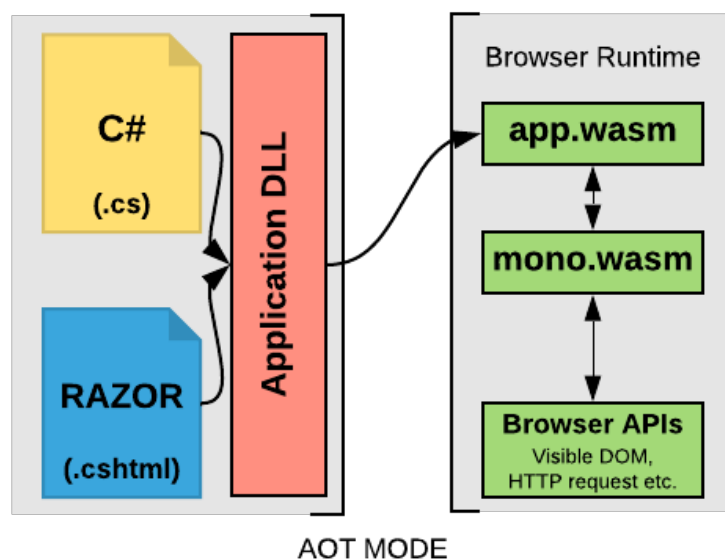 C#
(.cs)
RAZOR
(.cshtml)
Application DLL
Browser Runtime
app.wasm
mono.wasm
Browser APIs
Visible DOM,
HTTP request etc.
AOT MODE